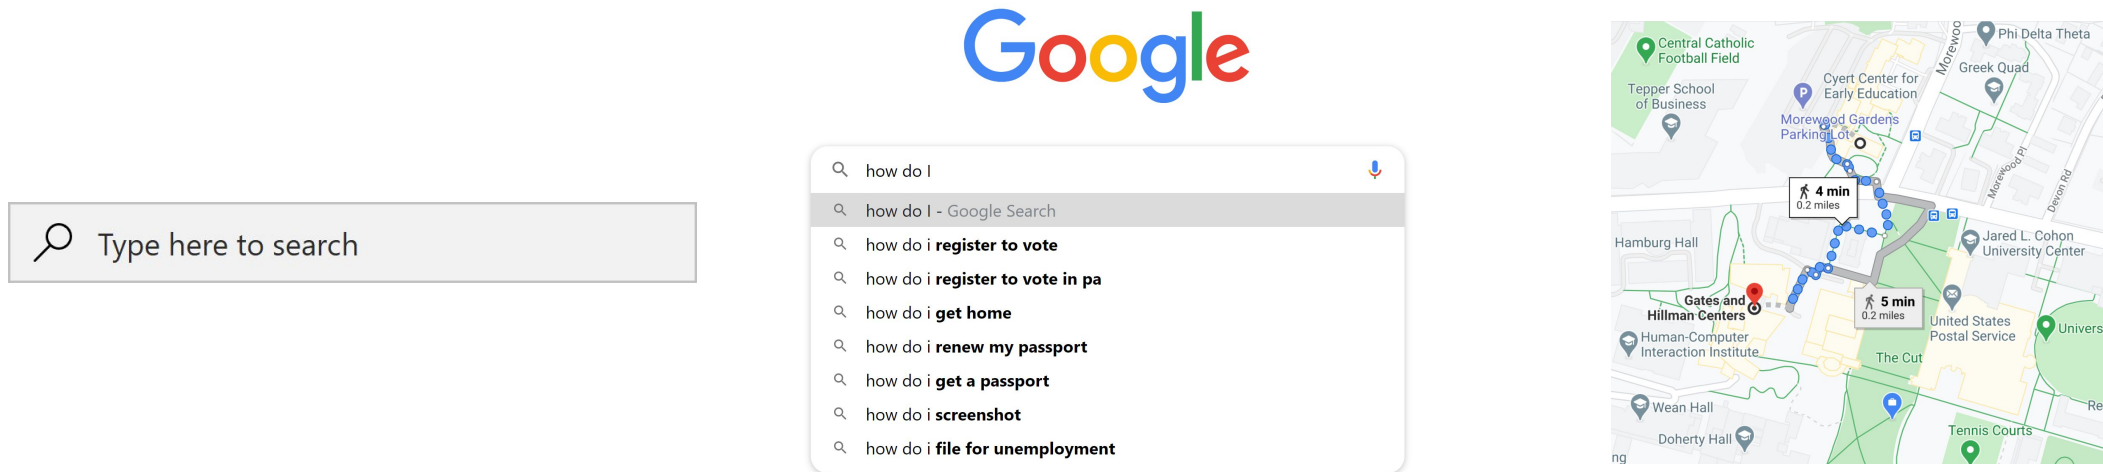 Type here to search
Google
how do I
how do I - Google Search
how do i register to vote
how do i register to vote in pa
how do i get home
how do i renew my passport
how do i get a passport
how do i screenshot
how do i file for unemployment
Central Catholic
Football Field
Phi Delta Theta
Greek Quad
Tepper School
of Business
Cyert Center for
Early Education
P
Morewood Gardens
Parking Lot
Morewood Pl
Devon Rd
4 min
0.2 miles
Hamburg Hall
Jared L. Cohon
University Center
Gates and
Hillman Centers
5 min
0.2 miles
United States
Postal Service
Human-Computer
Interaction Institute
The Cut
Wean Hall
Doherty Hall
Tennis Courts